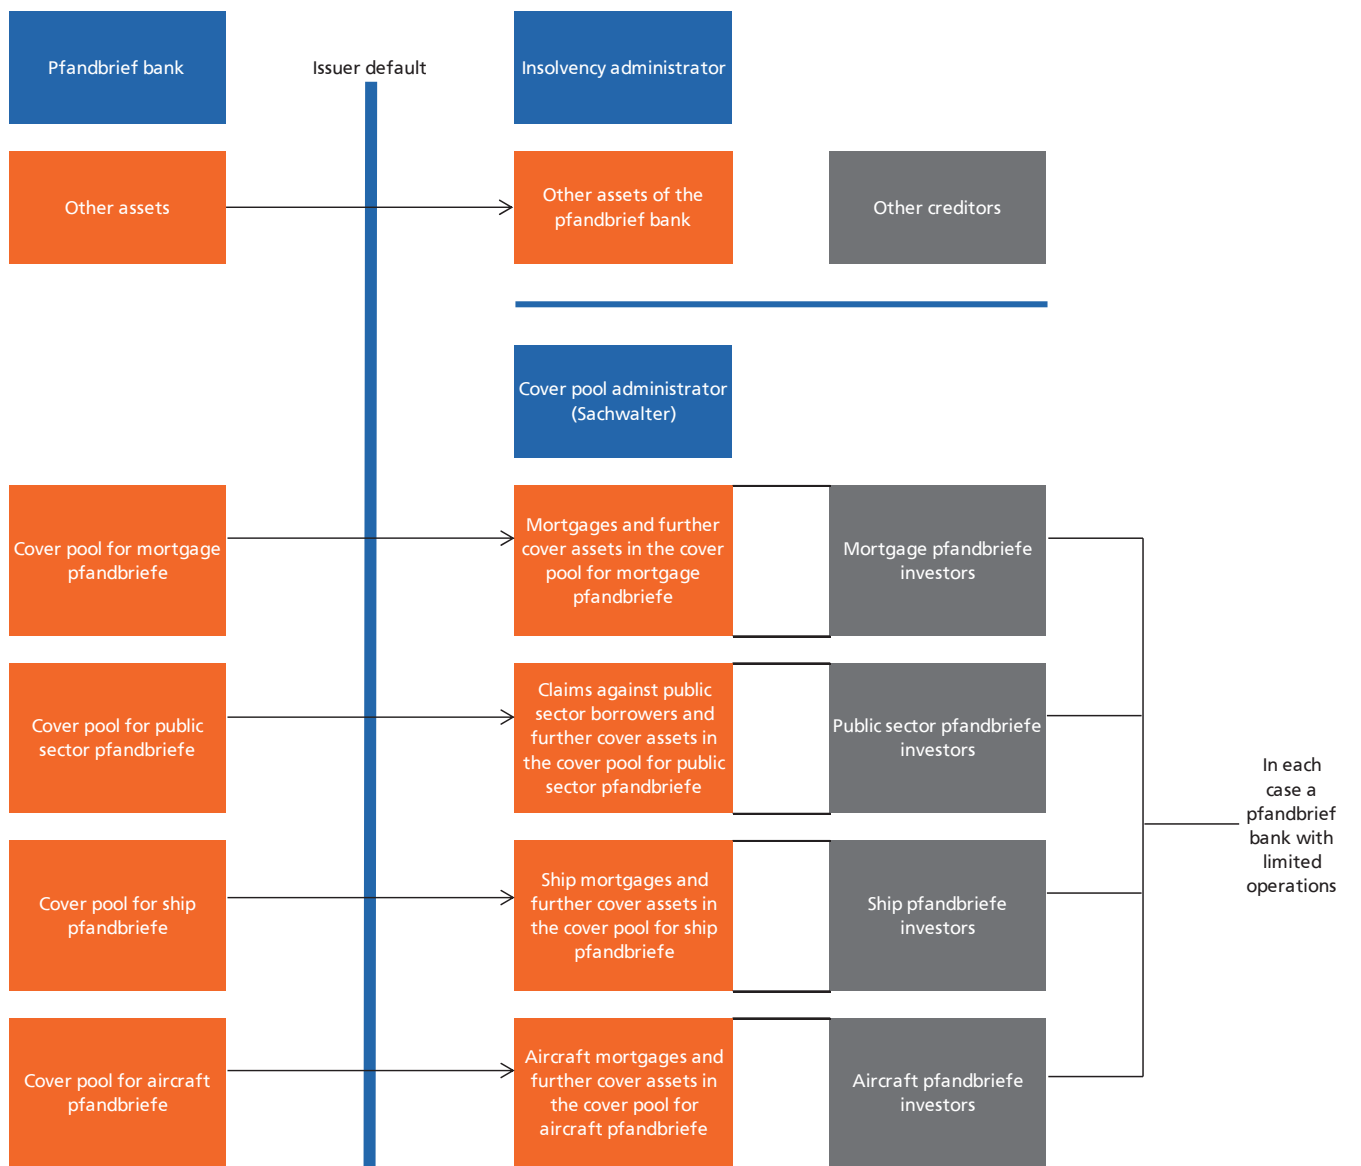 Pfandbrief bank
Issuer default
Insolvency administrator
Other assets
Other assets of the
pfandbrief bank
Other creditors
Cover pool administrator
(Sachwalter)
Cover pool for mortgage
pfandbriefe
Mortgages and further
cover assets in the cover
pool for mortgage
pfandbriefe
Mortgage pfandbriefe
investors
Cover pool for public
sector pfandbriefe
Claims against public
sector borrowers and
further cover assets in
the cover pool for public
sector pfandbriefe
Public sector pfandbriefe
investors
In each
case a
pfandbrief
bank with
limited
operations
Cover pool for ship
pfandbriefe
Ship mortgages and
further cover assets in
the cover pool for ship
pfandbriefe
Ship pfandbriefe
investors
Cover pool for aircraft
pfandbriefe
Aircraft mortgages and
further cover assets in
the cover pool for
aircraft pfandbriefe
Aircraft pfandbriefe
investors